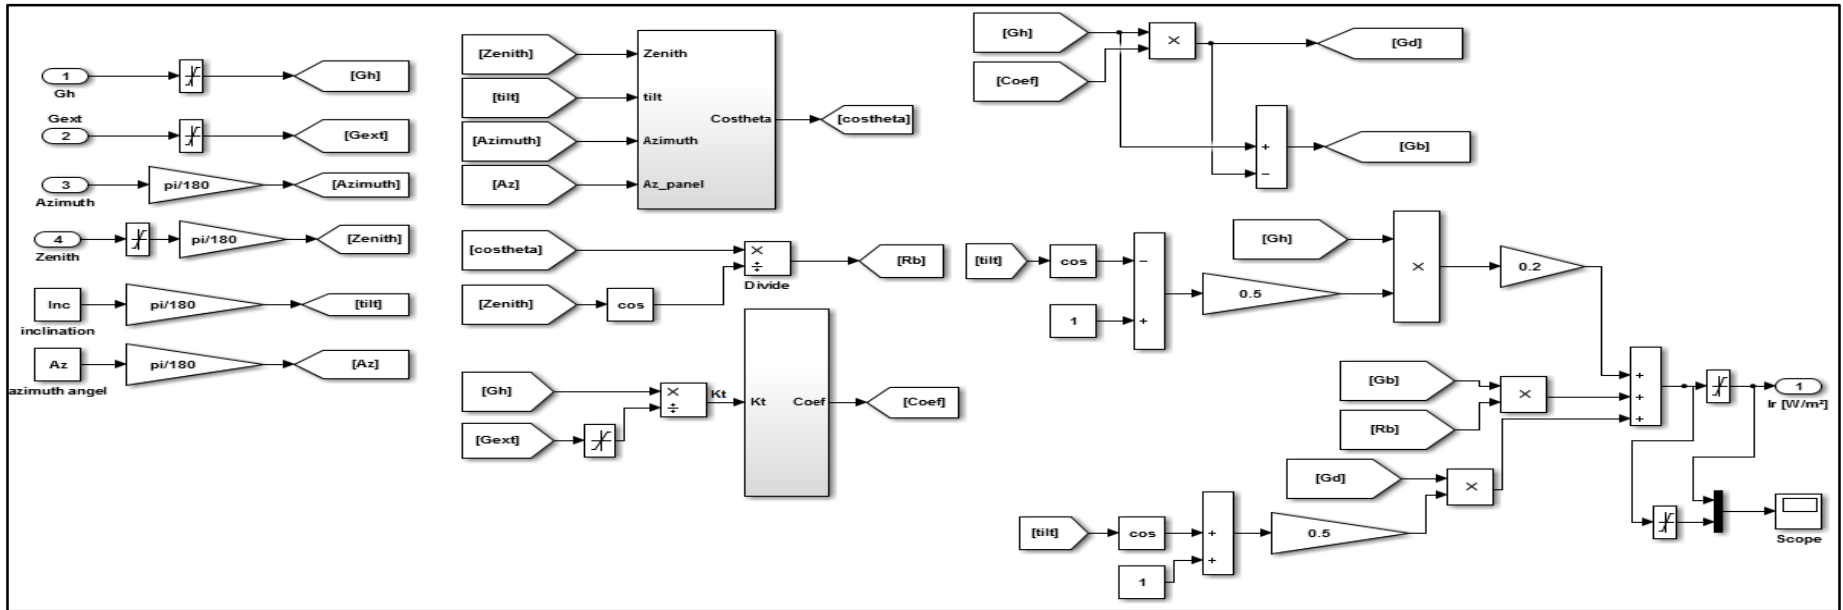 1
Gh
[Gh]
Gext
2
[Gext]
3
Azimuth
pi/180
[Azimuth]
4
Zenith
pi/180
[Zenith]
Inc
inclination
pi/180
[tilt]
Az
azimuth angel
pi/180
[Az]
[Zenith]
[tilt]
[Azimuth]
[Az]
Zenith
tilt
Azimuth
Az_panel
Costheta
[costheta]
[costheta]
[Zenith]
cos
×
÷
Divide
[Rb]
[Gh]
[Gext]
×
÷
Kt
Kt
Coef
[Coef]
[Gh]
[Coef]
×
[Gd]
+
−
[Gb]
[tilt]
cos
1
−
+
0.5
[Gh]
×
0.2
[Gb]
[Rb]
×
[Gd]
×
[tilt]
cos
1
+
+
0.5
+
+
+
1
Ir [W/m²]
Scope